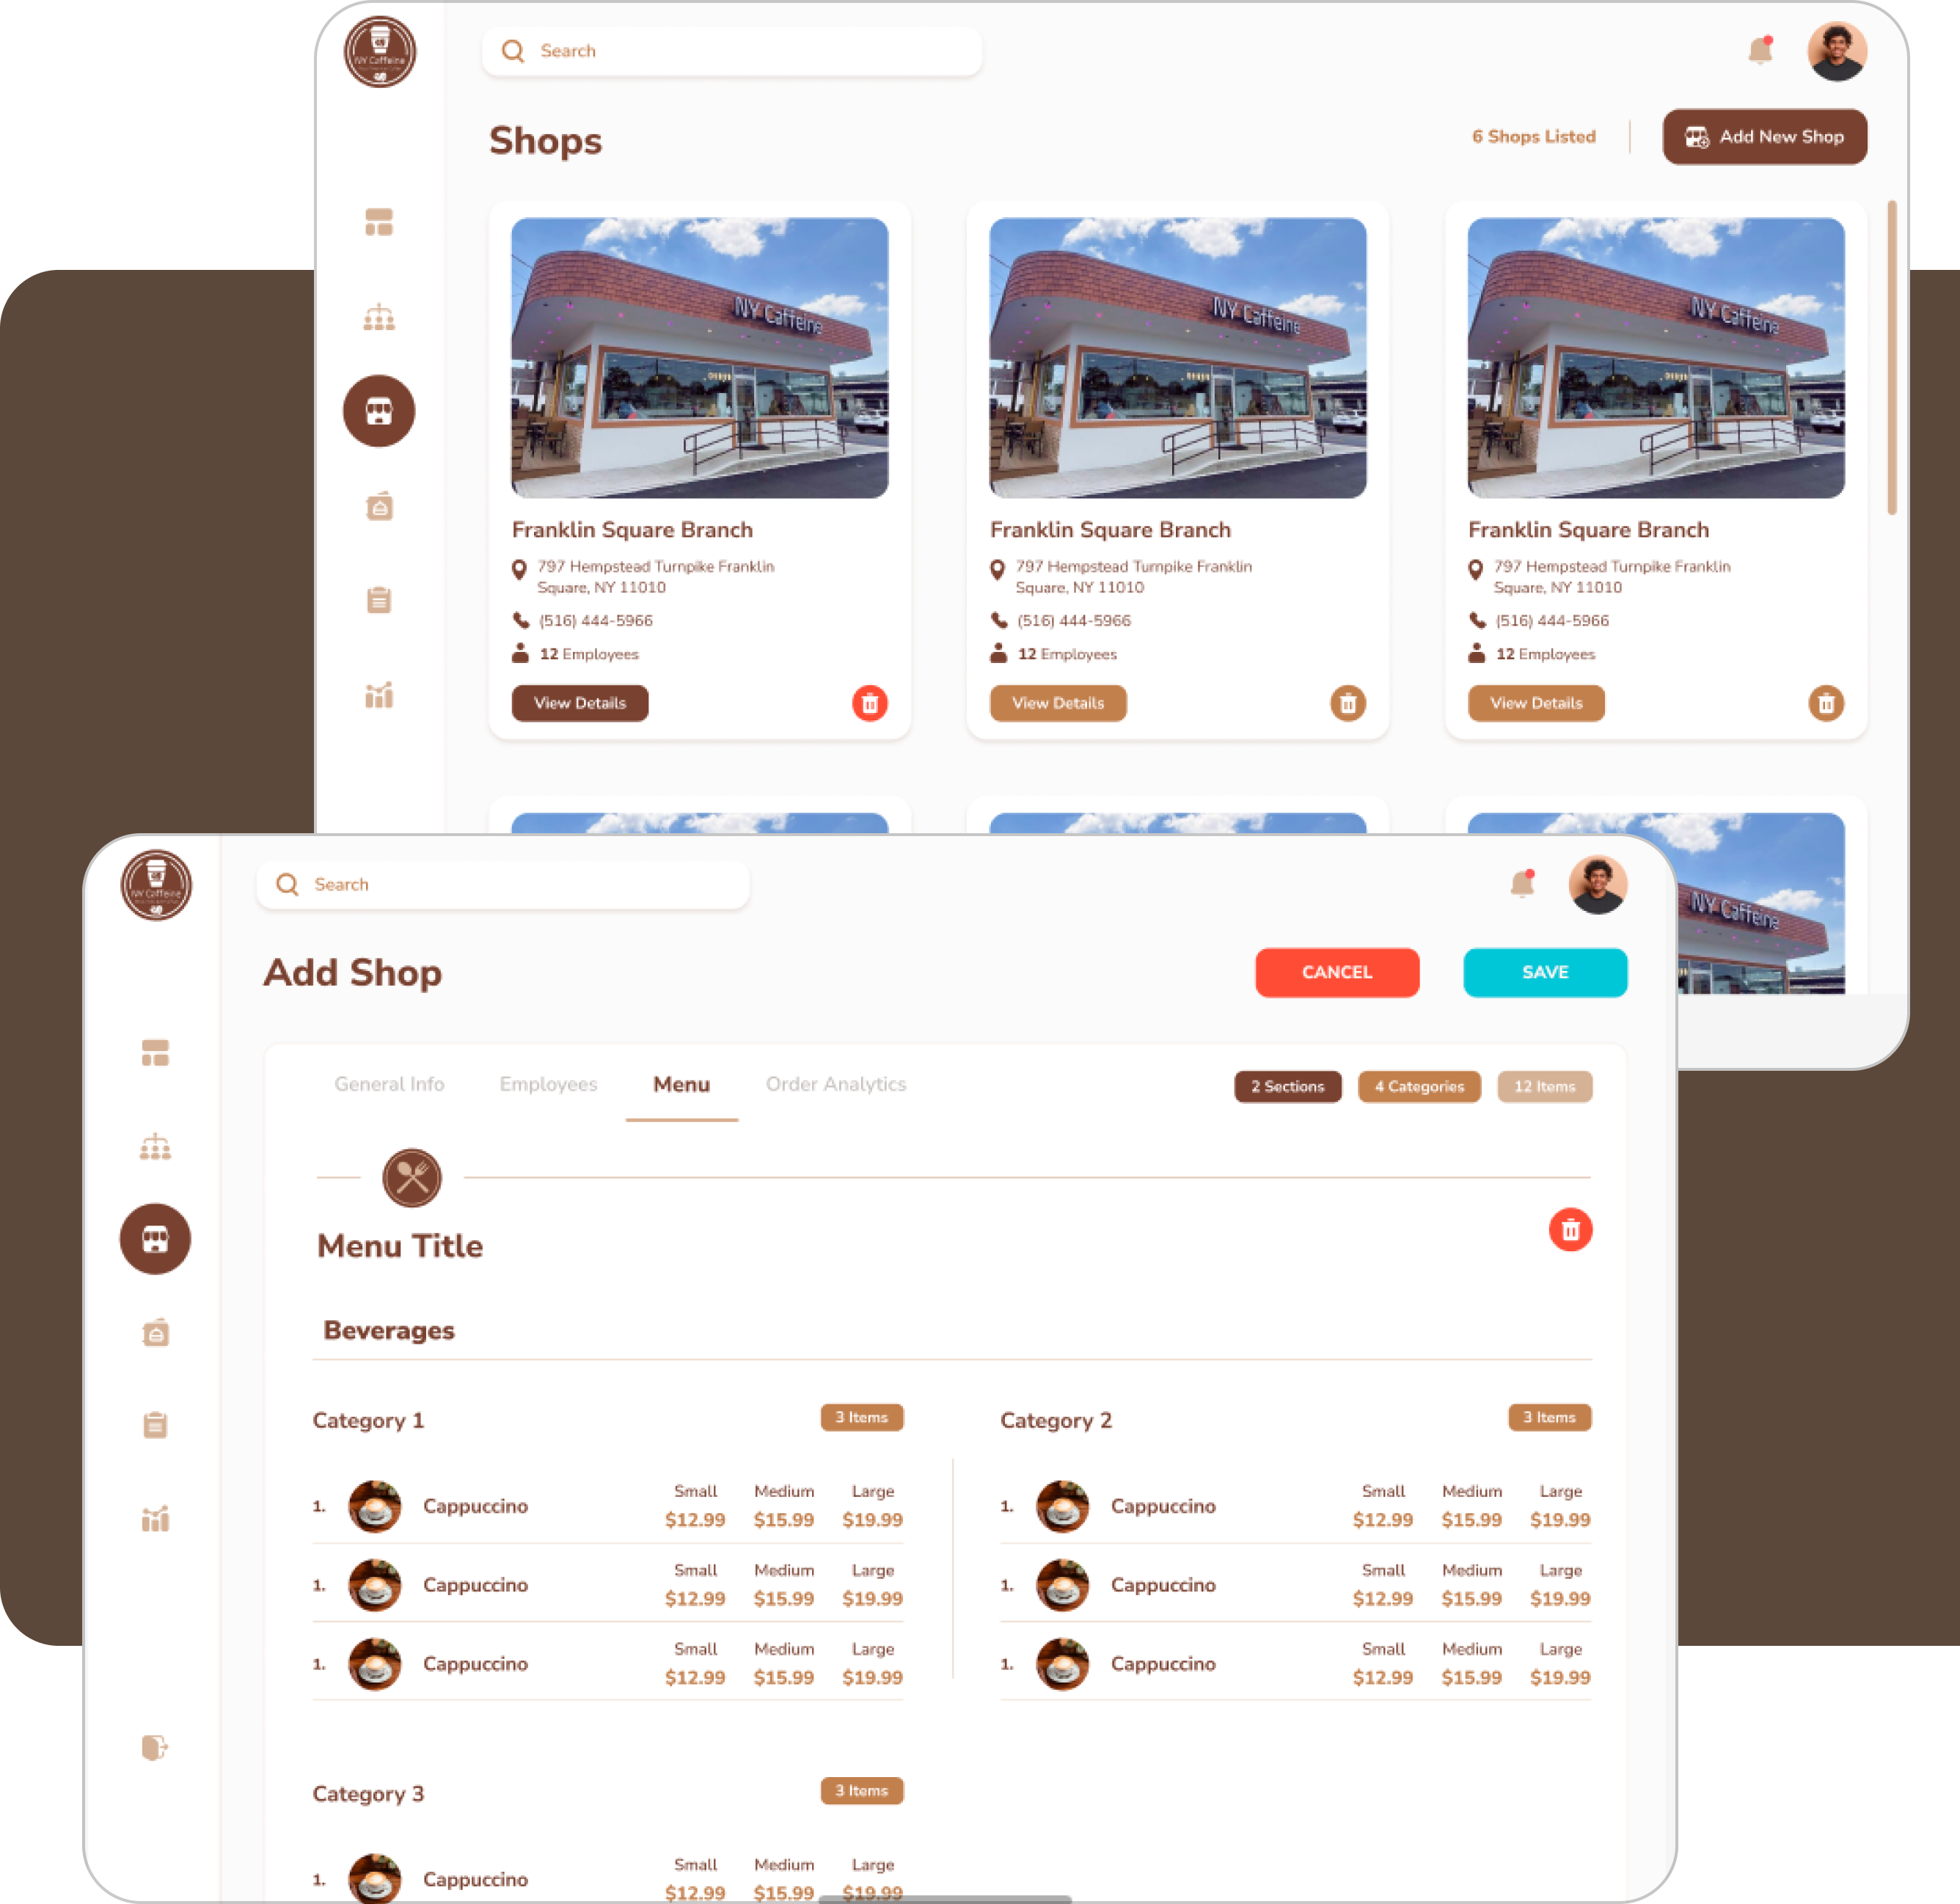 NY Caffeine
Search
Shops
6 Shops Listed
Add New Shop
NY Caffeine
NY Caffeine
NY Caffeine
Franklin Square Branch
Franklin Square Branch
Franklin Square Branch
797 Hempstead Turnpike Franklin
Square, NY 11010
797 Hempstead Turnpike Franklin
Square, NY 11010
797 Hempstead Turnpike Franklin
Square, NY 11010
(516) 444-5966
(516) 444-5966
(516) 444-5966
12 Employees
12 Employees
12 Employees
View Details
View Details
View Details
NY Caffeine
NY Caffeine
Search
Add Shop
CANCEL
SAVE
General Info
Employees
Menu
Order Analytics
2 Sections
4 Categories
12 Items
Menu Title
Beverages
Category 1
3 Items
1.
Cappuccino
Small
Medium
Large
$12.99
$15.99
$19.99
1.
Cappuccino
Small
Medium
Large
$12.99
$15.99
$19.99
1.
Cappuccino
Small
Medium
Large
$12.99
$15.99
$19.99
Category 2
3 Items
1.
Cappuccino
Small
Medium
Large
$12.99
$15.99
$19.99
1.
Cappuccino
Small
Medium
Large
$12.99
$15.99
$19.99
1.
Cappuccino
Small
Medium
Large
$12.99
$15.99
$19.99
Category 3
3 Items
1.
Cappuccino
Small
Medium
Large
$12.99
$15.99
$19.99